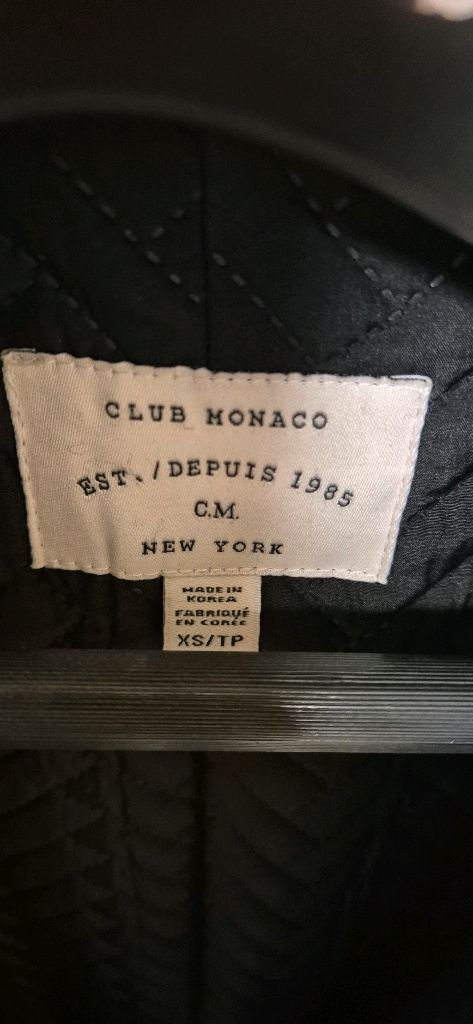 CLUB MONACO
EST. / DEPUIS 1985
C.M.
NEW YORK
MADE IN
KOREA
FABRIQUÉ
EN CORÉE
XS/TP